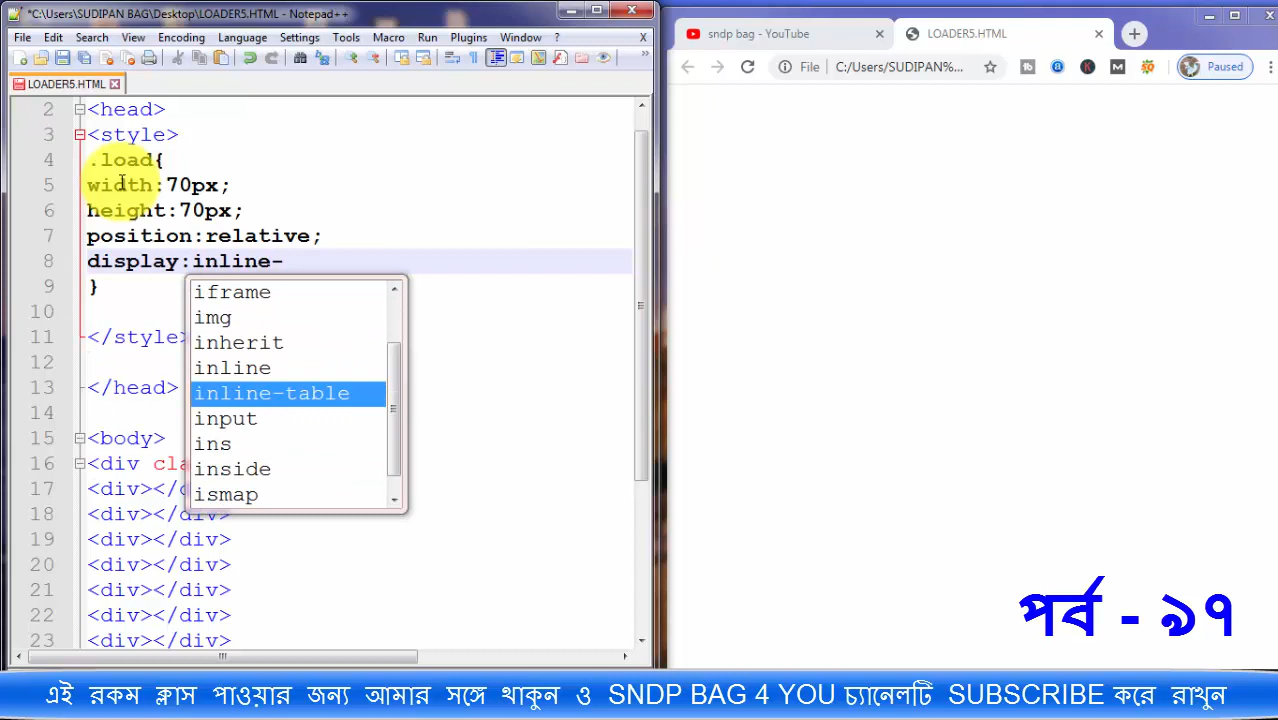 *C:\Users\SUDIPAN BAG\Desktop\LOADER5.HTML - Notepad++
File Edit Search View Encoding Language Settings Tools Macro Run Plugins Window ? X
LOADER5.HTML
2 <head>
3 <style>
4 .load{
5 width:70px;
6 height:70px;
7 position:relative;
8 display:inline-
9 }
10
11 </style>
12
13 </head>
14
15 <body>
16 <div cla
17 <div></d
18 <div></div>
19 <div></div>
20 <div></div>
21 <div></div>
22 <div></div>
23 <div></div>
iframe
img
inherit
inline
inline-table
input
ins
inside
ismap
sndp bag - YouTube
LOADER5.HTML
File C:/Users/SUDIPAN%... Paused
পর্ব - ৯৭
এই রকম ক্লাস পাওয়ার জন্য আমার সঙ্গে থাকুন ও SNDP BAG 4 YOU চ্যানেলটি SUBSCRIBE করে রাখুন